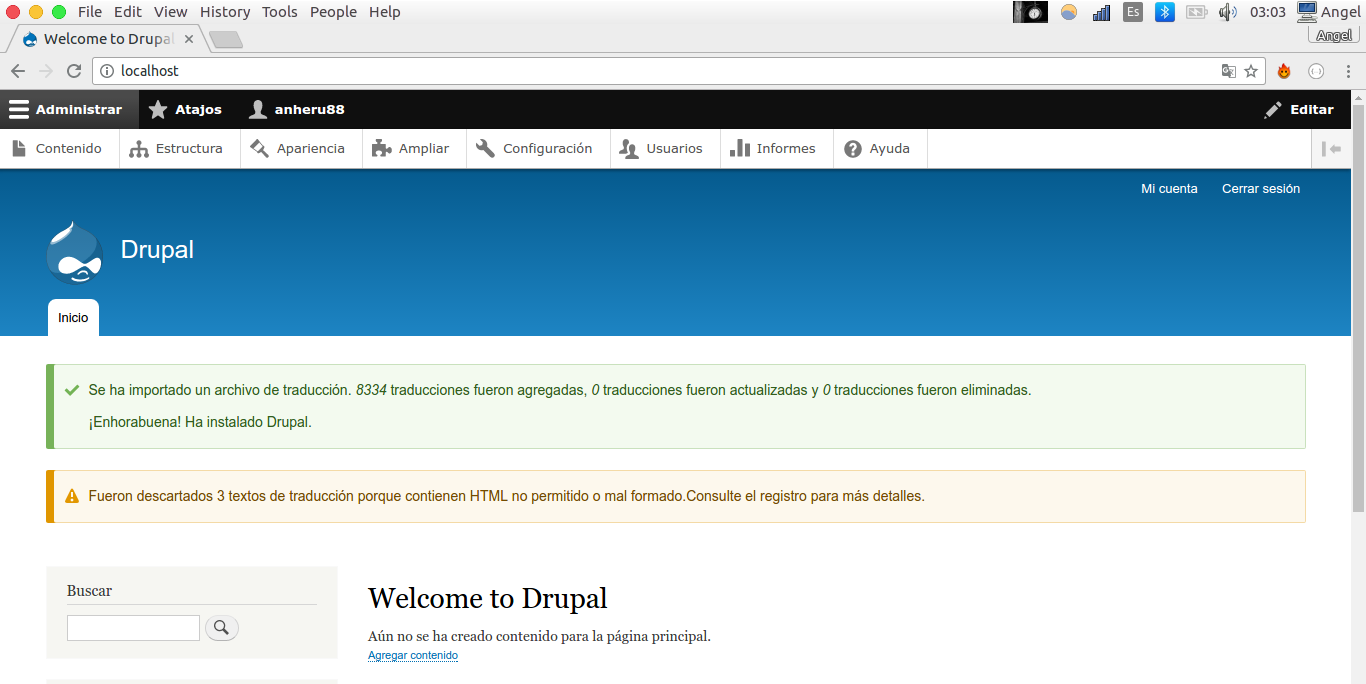 File Edit View History Tools People Help
Es
03:03
Angel
Welcome to Drupal
Angel
localhost
Administrar
Atajos
anheru88
Editar
Contenido
Estructura
Apariencia
Ampliar
Configuración
Usuarios
Informes
Ayuda
Mi cuenta
Cerrar sesión
Drupal
Inicio
Se ha importado un archivo de traducción. 8334 traducciones fueron agregadas, 0 traducciones fueron actualizadas y 0 traducciones fueron eliminadas.
¡Enhorabuena! Ha instalado Drupal.
Fueron descartados 3 textos de traducción porque contienen HTML no permitido o mal formado.Consulte el registro para más detalles.
Buscar
Welcome to Drupal
Aún no se ha creado contenido para la página principal.
Agregar contenido